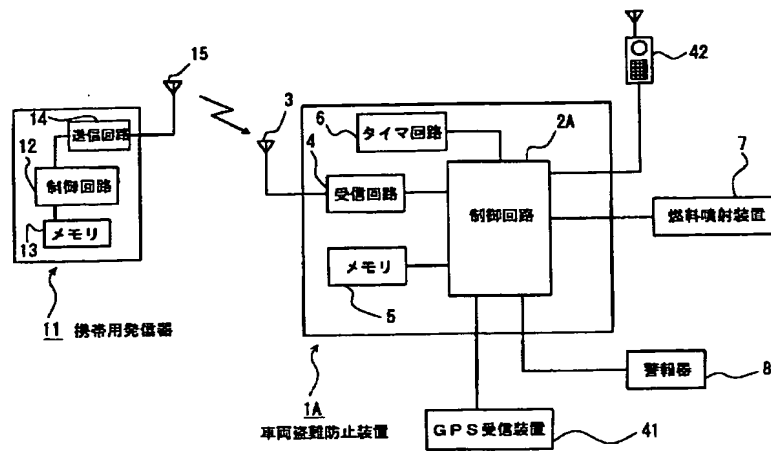 15
42
14
送信回路
3
6
タイマ回路
2A
12
制御回路
4
受信回路
7
制御回路
燃料噴射装置
13
メモリ
メモリ
5
11 携帯用発信器
1A
車両盗難防止装置
警報器
8
GPS受信装置
41